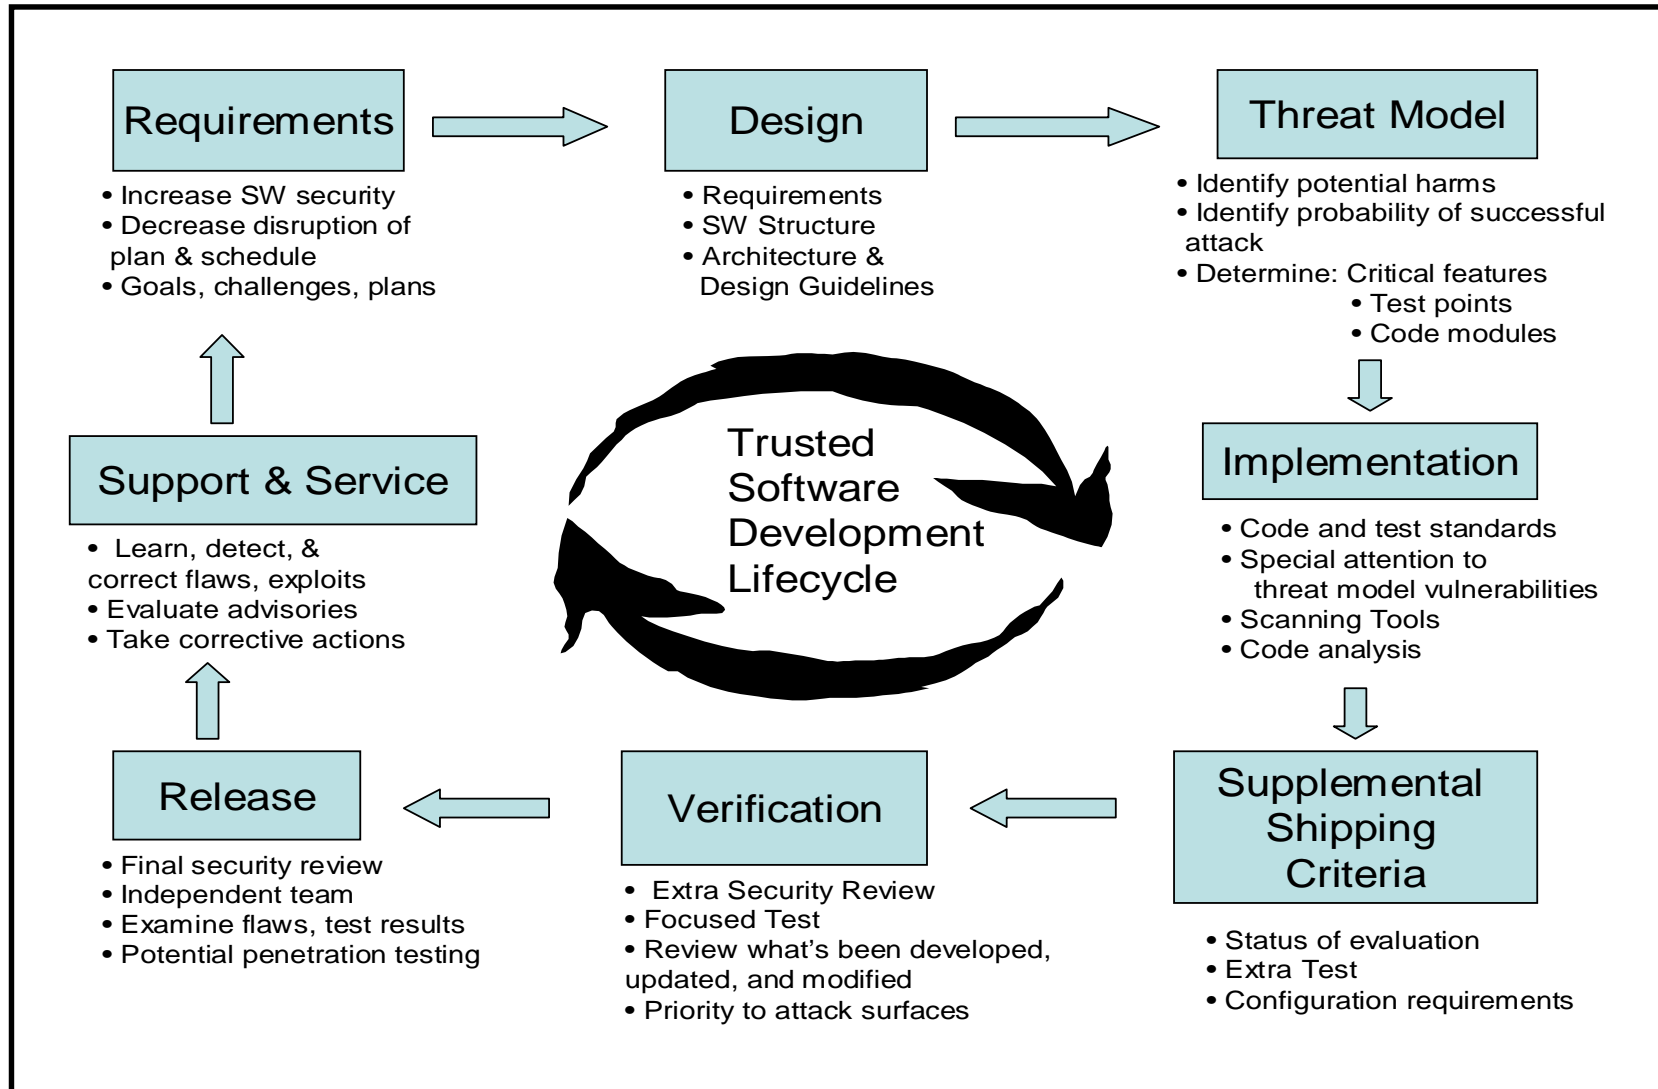 Requirements
• Increase SW security
• Decrease disruption of
plan & schedule
• Goals, challenges, plans
Design
• Requirements
• SW Structure
• Architecture &
Design Guidelines
Threat Model
• Identify potential harms
• Identify probability of successful
attack
• Determine: Critical features
• Test points
• Code modules
Trusted
Software
Development
Lifecycle
Implementation
• Code and test standards
• Special attention to
threat model vulnerabilities
• Scanning Tools
• Code analysis
Supplemental
Shipping
Criteria
• Status of evaluation
• Extra Test
• Configuration requirements
Verification
• Extra Security Review
• Focused Test
• Review what's been developed,
updated, and modified
• Priority to attack surfaces
Release
• Final security review
• Independent team
• Examine flaws, test results
• Potential penetration testing
Support & Service
• Learn, detect, &
correct flaws, exploits
• Evaluate advisories
• Take corrective actions